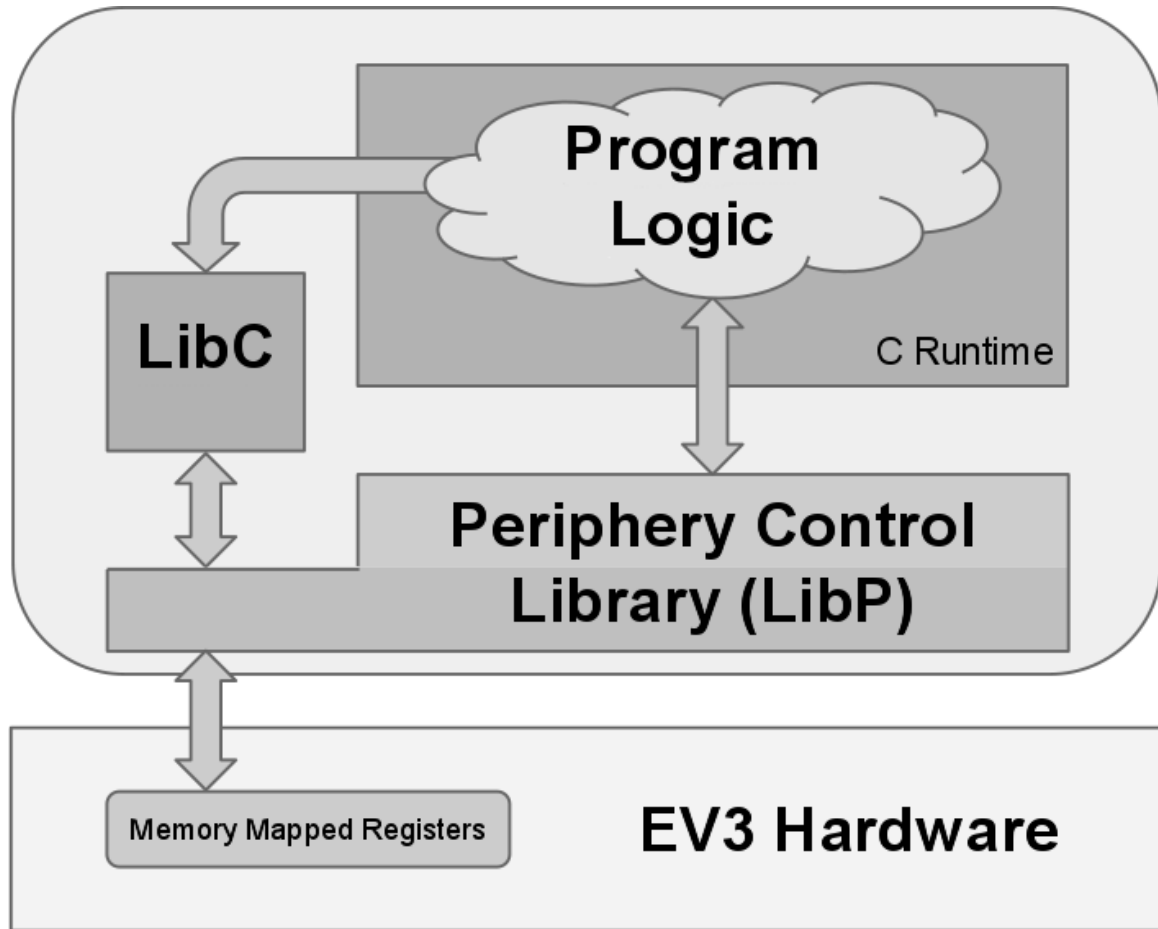 Program
Logic
LibC
C Runtime
Periphery Control
Library (LibP)
Memory Mapped Registers
EV3 Hardware